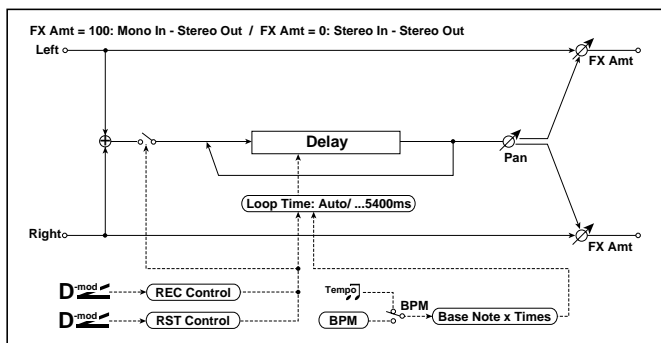 FX Amt = 100: Mono In - Stereo Out / FX Amt = 0: Stereo In - Stereo Out
Left
FX Amt
Delay
Pan
Loop Time: Auto/ ...5400ms
Right
FX Amt
D-mod
REC Control
Tempo
BPM
D-mod
RST Control
BPM
Base Note x Times